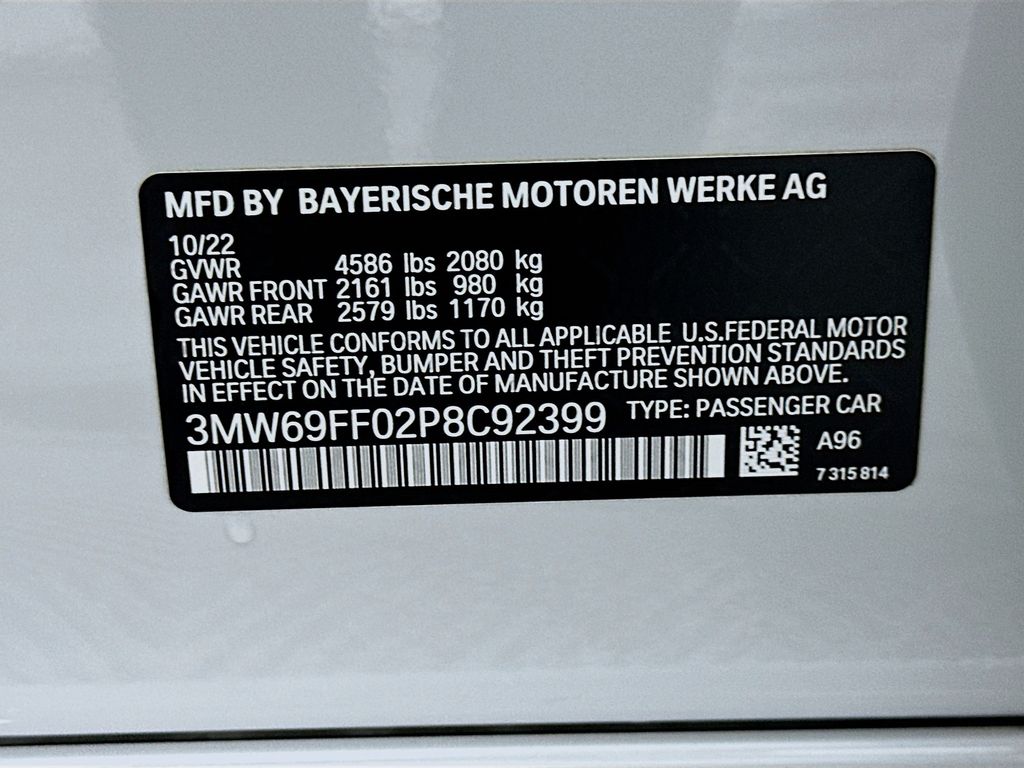 MFD BY BAYERISCHE MOTOREN WERKE AG
10/22
GVWR 4586 lbs 2080 kg
GAWR FRONT 2161 lbs 980 kg
GAWR REAR 2579 lbs 1170 kg
THIS VEHICLE CONFORMS TO ALL APPLICABLE U.S.FEDERAL MOTOR
VEHICLE SAFETY, BUMPER AND THEFT PREVENTION STANDARDS
IN EFFECT ON THE DATE OF MANUFACTURE SHOWN ABOVE.
3MW69FF02P8C92399 TYPE: PASSENGER CAR
A96
7 315 814